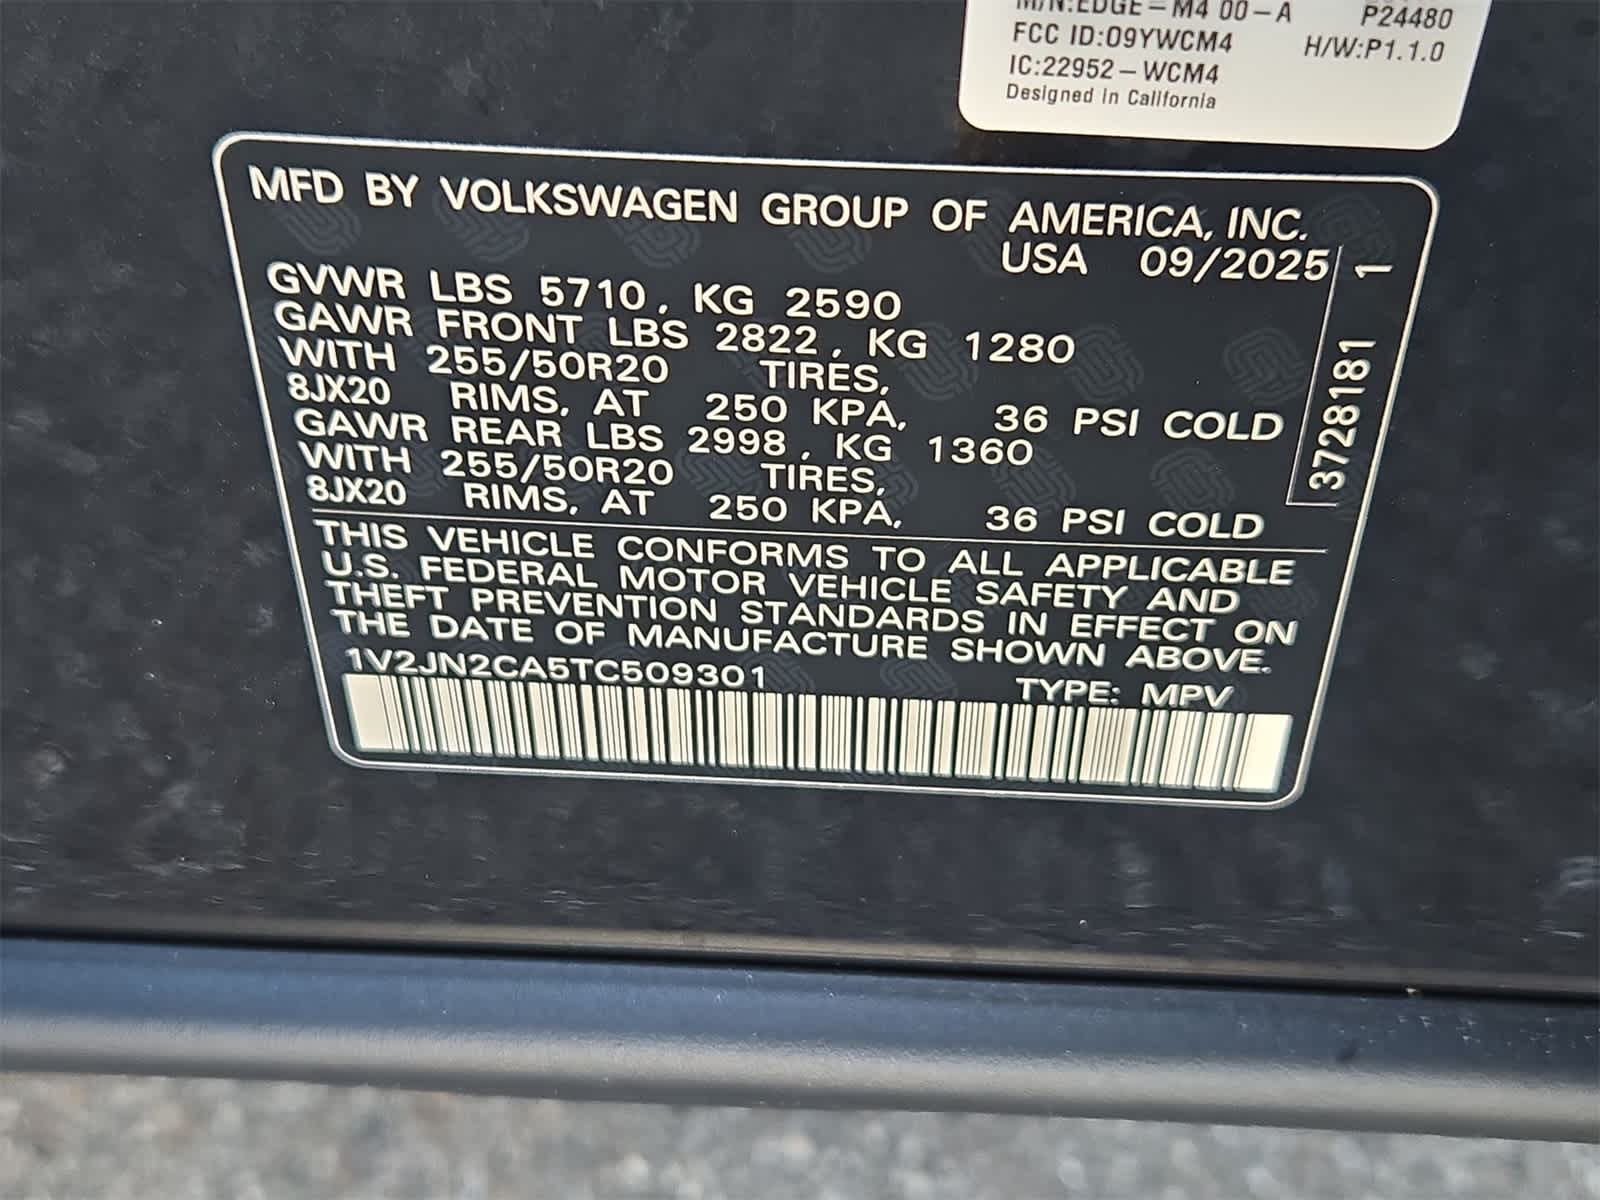 M/N:EDGE-M4 00-A P24480
FCC ID:O9YWCM4 H/W:P1.1.0
IC:22952-WCM4
Designed in California
MFD BY VOLKSWAGEN GROUP OF AMERICA, INC.
USA 09/2025
GVWR LBS 5710, KG 2590
GAWR FRONT LBS 2822, KG 1280
WITH 255/50R20 TIRES,
8JX20 RIMS, AT 250 KPA, 36 PSI COLD
GAWR REAR LBS 2998, KG 1360
WITH 255/50R20 TIRES,
8JX20 RIMS, AT 250 KPA, 36 PSI COLD
3728181 1
THIS VEHICLE CONFORMS TO ALL APPLICABLE
U.S. FEDERAL MOTOR VEHICLE SAFETY AND
THEFT PREVENTION STANDARDS IN EFFECT ON
THE DATE OF MANUFACTURE SHOWN ABOVE.
1V2JN2CA5TC509301 TYPE: MPV